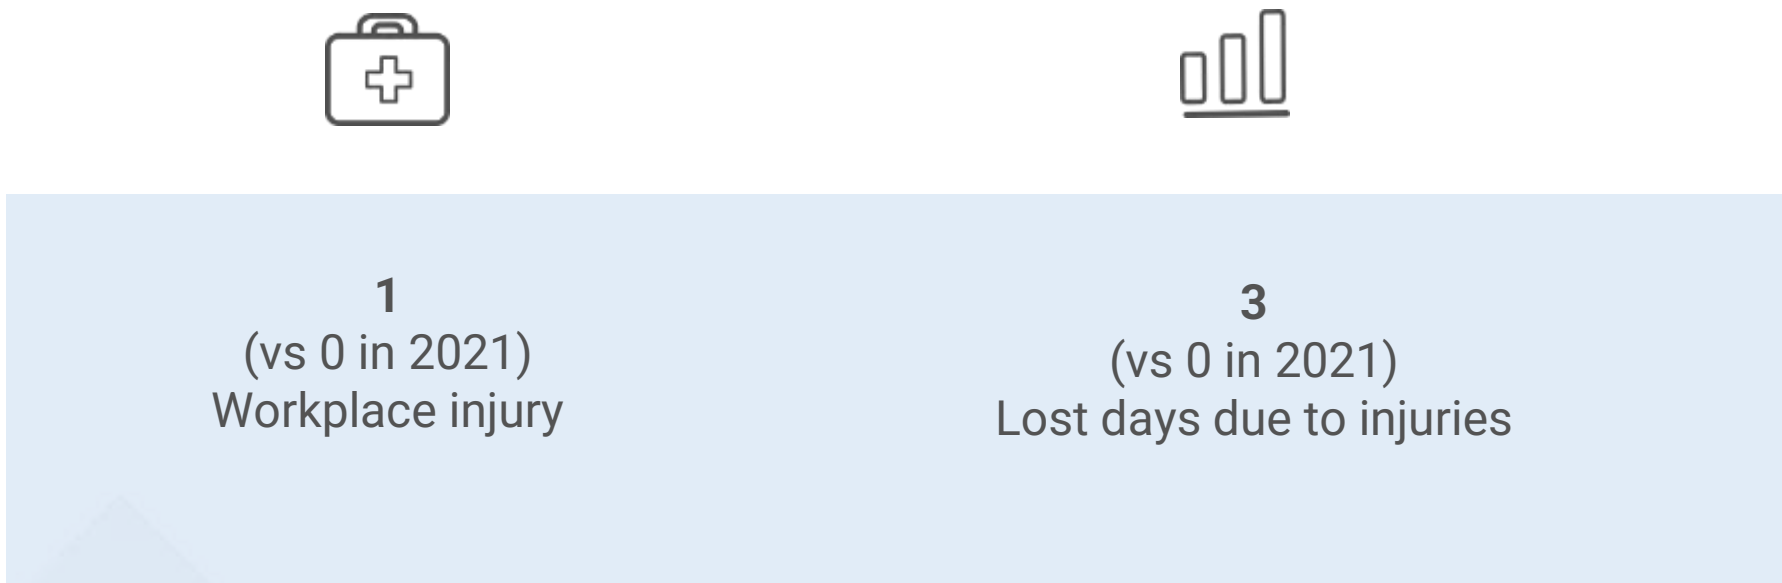 1
(vs 0 in 2021)
Workplace injury
3
(vs 0 in 2021)
Lost days due to injuries